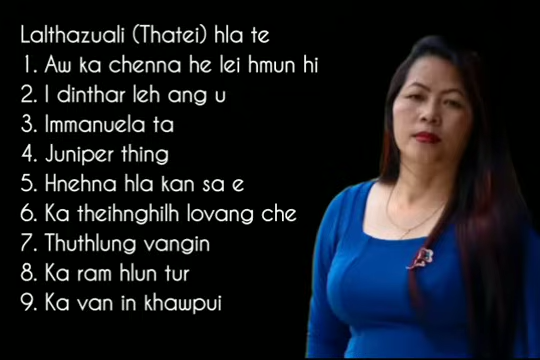 Lalthazuali (Thatei) hla te
1. Aw ka chenna he lei hmun hi
2. I dinthar leh ang u
3. Immanuela ta
4. Juniper thing
5. Hnehna hla kan sa e
6. Ka theihnghilh lovang che
7. Thuthlung vangin
8. Ka ram hlun tur
9. Ka van in khawpui